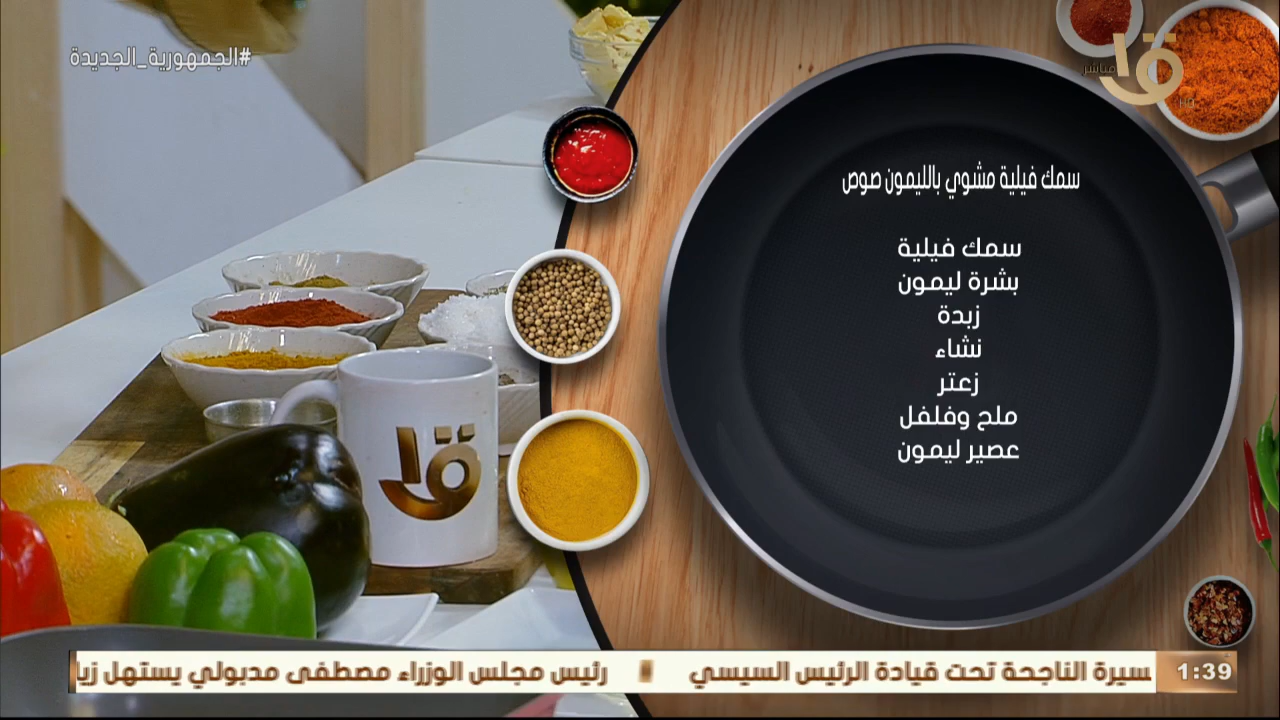 #الجمهورية_الجديدة
مباشر
HD
سمك فيلية مشوي بالليمون صوص
سمك فيلية
بشرة ليمون
زبدة
نشاء
زعتر
ملح وفلفل
عصير ليمون
1:39
سيرة الناجحة تحت قيادة الرئيس السيسي
رئيس مجلس الوزراء مصطفى مدبولي يستهل زيا